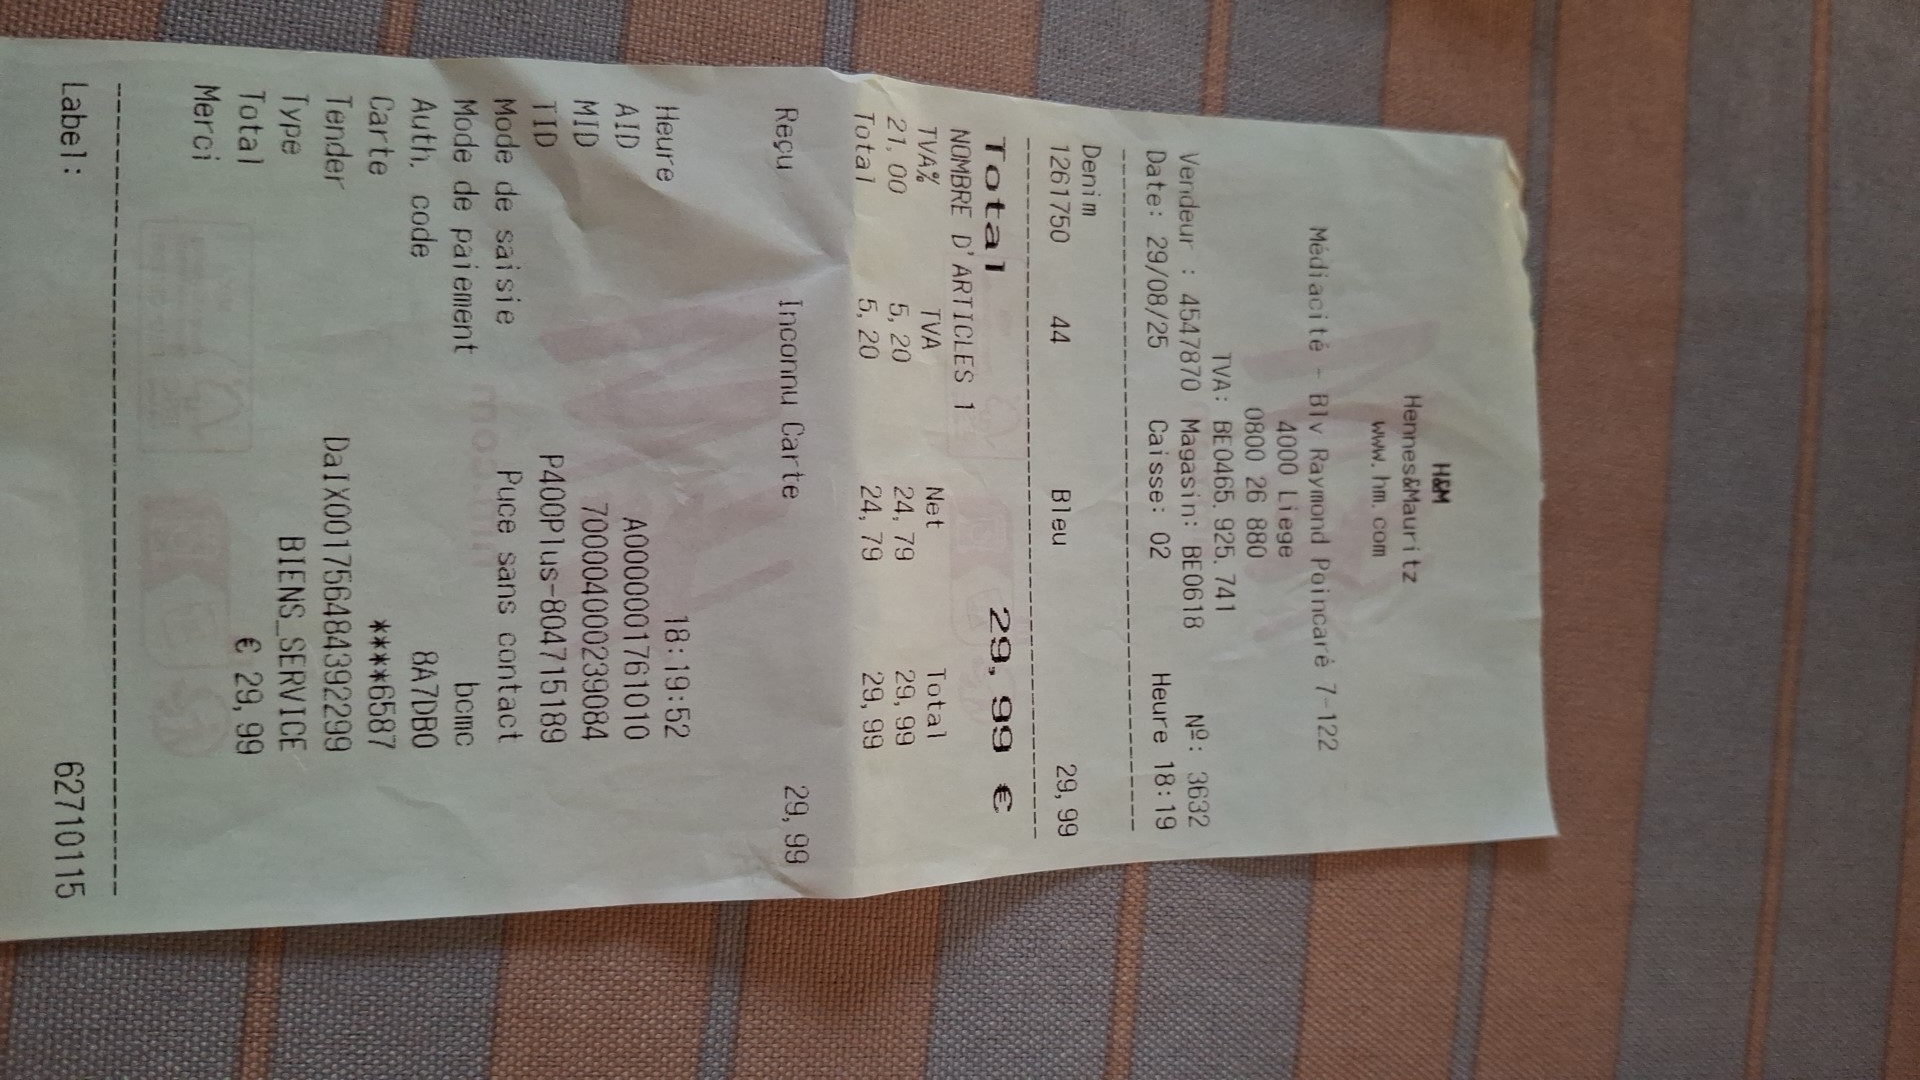 H&M
Hennes&Mauritz
www.hm.com
Médiacité - Blv Raymond Poincaré 7-122
4000 Liege
0800 26 880
TVA: BE0465.925.741
Vendeur : 4547870 Magasin: BE0618 Nº: 3632
Date: 29/08/25 Caisse: 02 Heure 18:19
Denim
1261750 44 Bleu 29,99
Total 29,99 €
NOMBRE D'ARTICLES 1
TVA% TVA Net Total
21,00 5,20 24,79 29,99
Total 5,20 24,79 29,99
Reçu Inconnu Carte 29,99
Heure 18:19:52
AID A0000001761010
MID 700004000239084
TID P400Plus-804715189
Mode de saisie Puce sans contact
Mode de paiement bcmc
Auth. code 8A7DB0
Carte ****6587
Tender DaIX001756484392299
Type BIENS_SERVICE
Total € 29,99
Merci
Label: 62710115